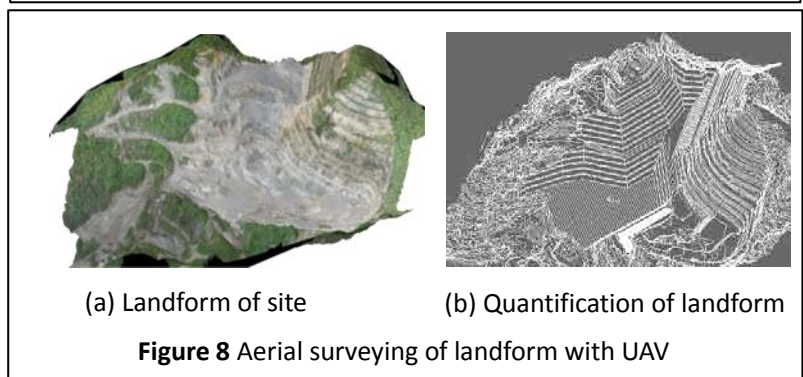 (a) Landform of site
(b) Quantification of landform
Figure 8 Aerial surveying of landform with UAV